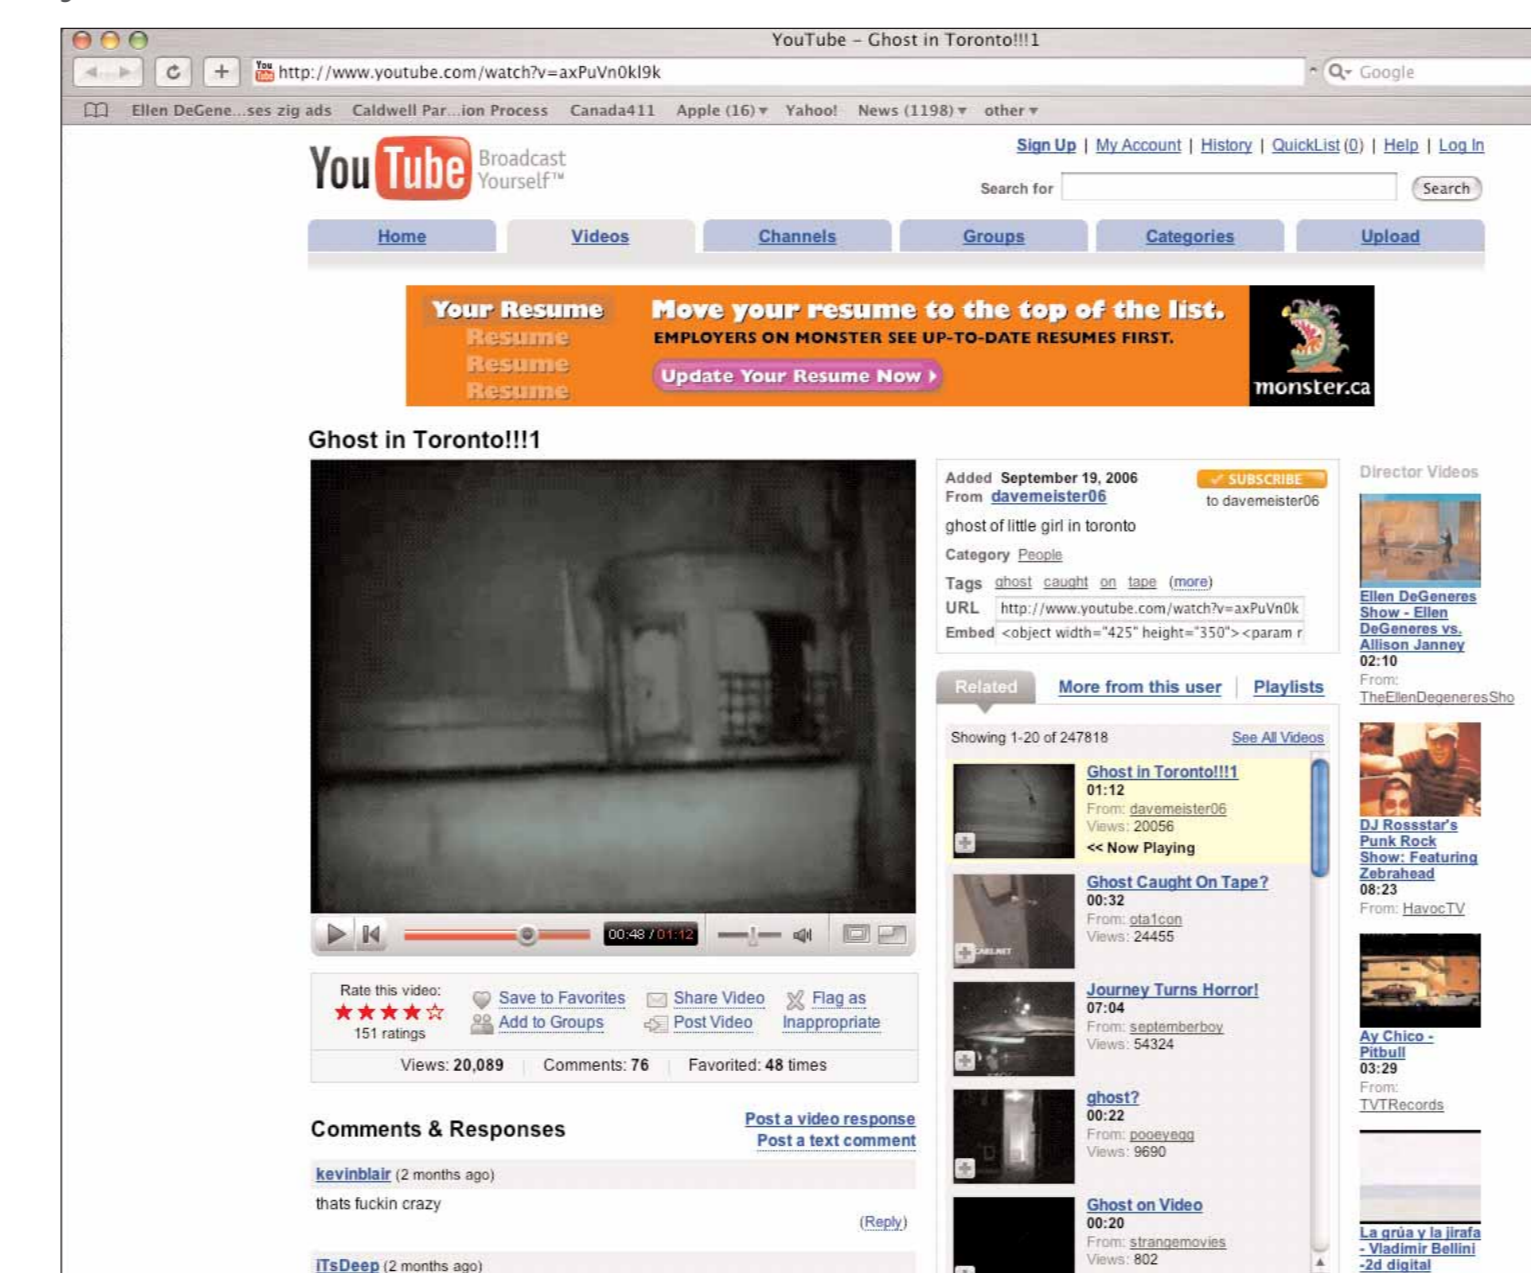 YouTube – Ghost in Toronto!!!1
You Tube http://www.youtube.com/watch?v=axPuVn0kI9k
Google
Ellen DeGene...ses zig ads Caldwell Par...ion Process Canada411 Apple (16) Yahoo! News (1198) other
You Tube Broadcast Yourself™
Sign Up | My Account | History | QuickList (0) | Help | Log In
Search for Search
Home Videos Channels Groups Categories Upload
Your Resume
Resume
Resume
Resume
Move your resume to the top of the list.
EMPLOYERS ON MONSTER SEE UP-TO-DATE RESUMES FIRST.
Update Your Resume Now
monster.ca
Ghost in Toronto!!!1
00:48 / 01:12
Rate this video:
151 ratings
Save to Favorites
Add to Groups
Share Video
Post Video
Flag as
Inappropriate
Views: 20,089 Comments: 76 Favorited: 48 times
Comments & Responses
Post a video response
Post a text comment
kevinblair (2 months ago)
thats fuckin crazy
(Reply)
iTsDeep (2 months ago)
Added September 19, 2006
From davemeister06
SUBSCRIBE
to davemeister06
ghost of little girl in toronto
Category People
Tags ghost caught on tape (more)
URL http://www.youtube.com/watch?v=axPuVn0k
Embed <object width="425" height="350"><param r
Related More from this user Playlists
Showing 1-20 of 247818 See All Videos
Ghost in Toronto!!!1
01:12
From: davemeister06
Views: 20056
<< Now Playing
Ghost Caught On Tape?
00:32
From: ota1con
Views: 24455
Journey Turns Horror!
07:04
From: septemberboy
Views: 54324
ghost?
00:22
From: pooeyegg
Views: 9690
Ghost on Video
00:20
From: strangemovies
Views: 802
Director Videos
Ellen DeGeneres
Show - Ellen
DeGeneres vs.
Allison Janney
02:10
From:
TheEllenDegeneresSho
DJ Rossstar's
Punk Rock
Show: Featuring
Zebrahead
08:23
From: HavocTV
Ay Chico -
Pitbull
03:29
From:
TVTRecords
La grúa y la jirafa
- Vladimir Bellini
-2d digital